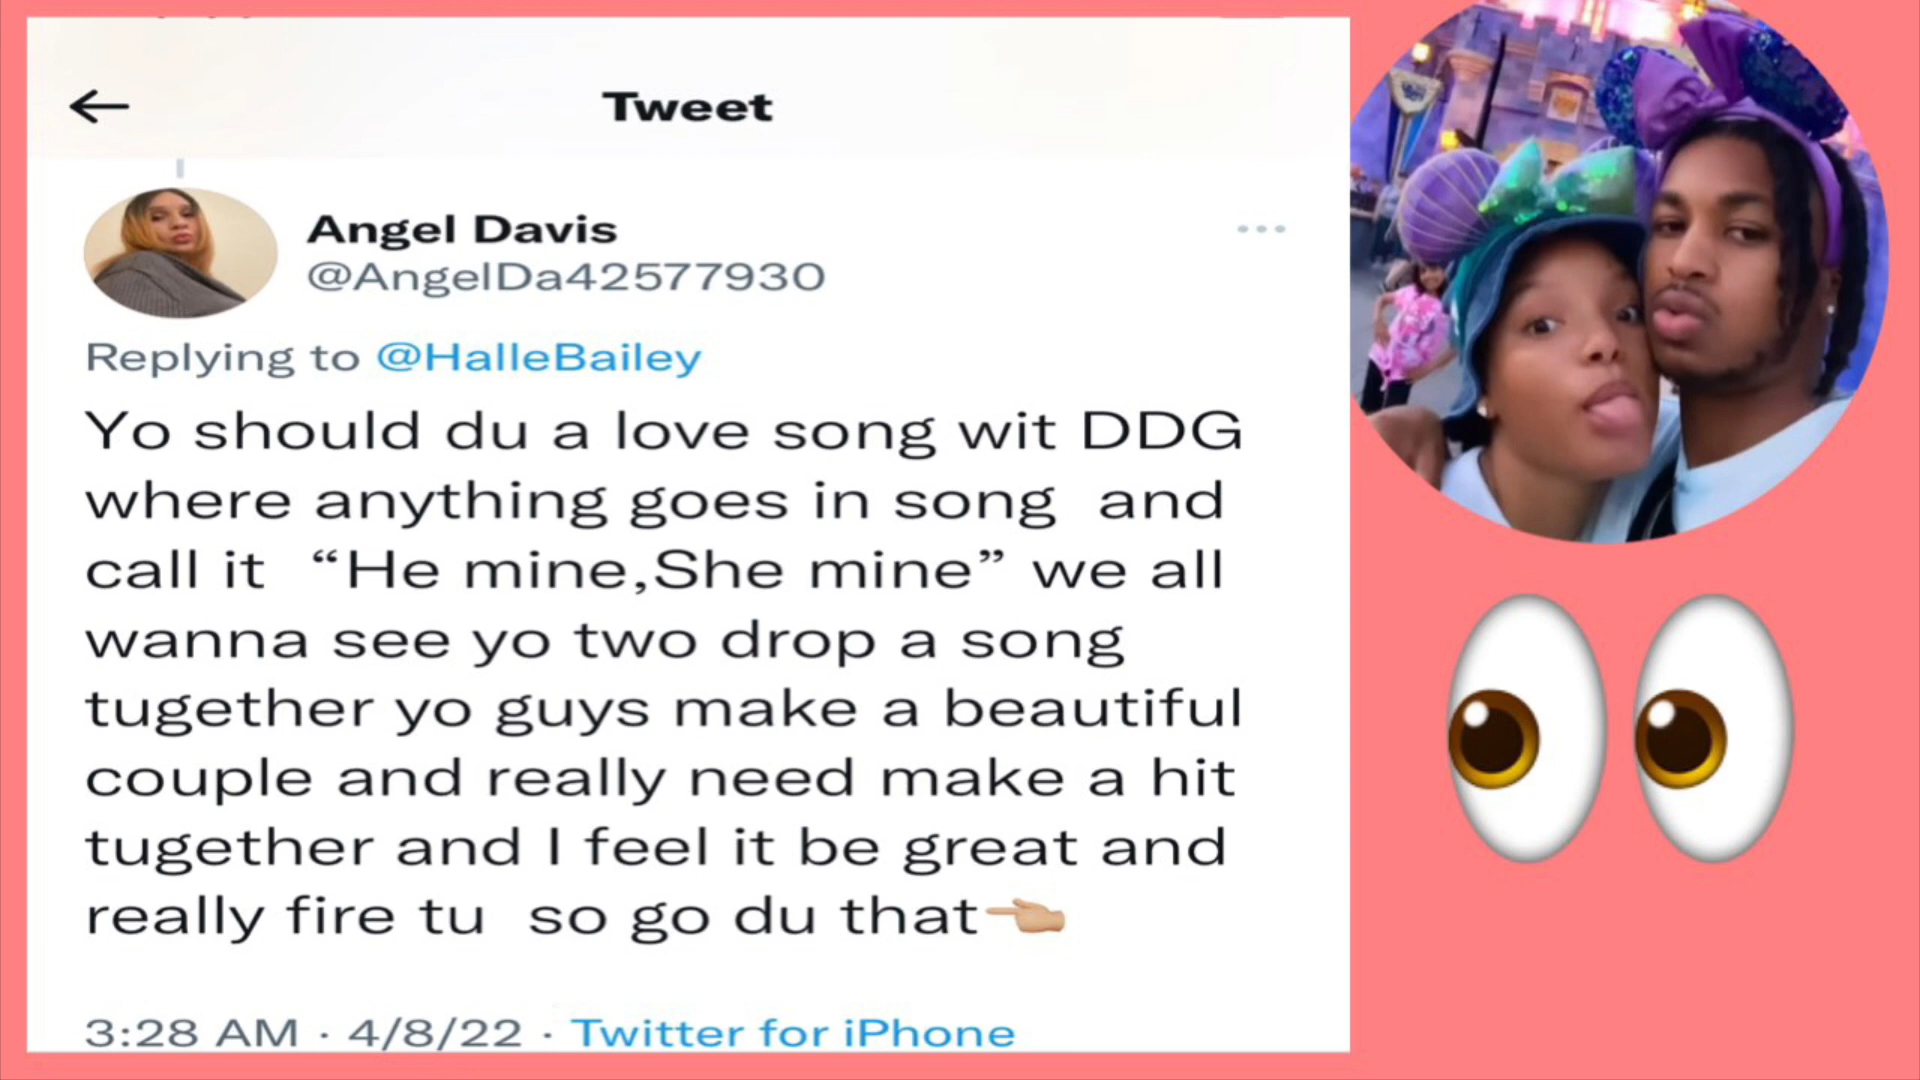 Tweet
Angel Davis
@AngelDa42577930
Replying to @HalleBailey
Yo should du a love song wit DDG
where anything goes in song  and
call it  “He mine,She mine” we all
wanna see yo two drop a song
tugether yo guys make a beautiful
couple and really need make a hit
tugether and I feel it be great and
really fire tu  so go du that👈🏼
3:28 AM · 4/8/22 · Twitter for iPhone